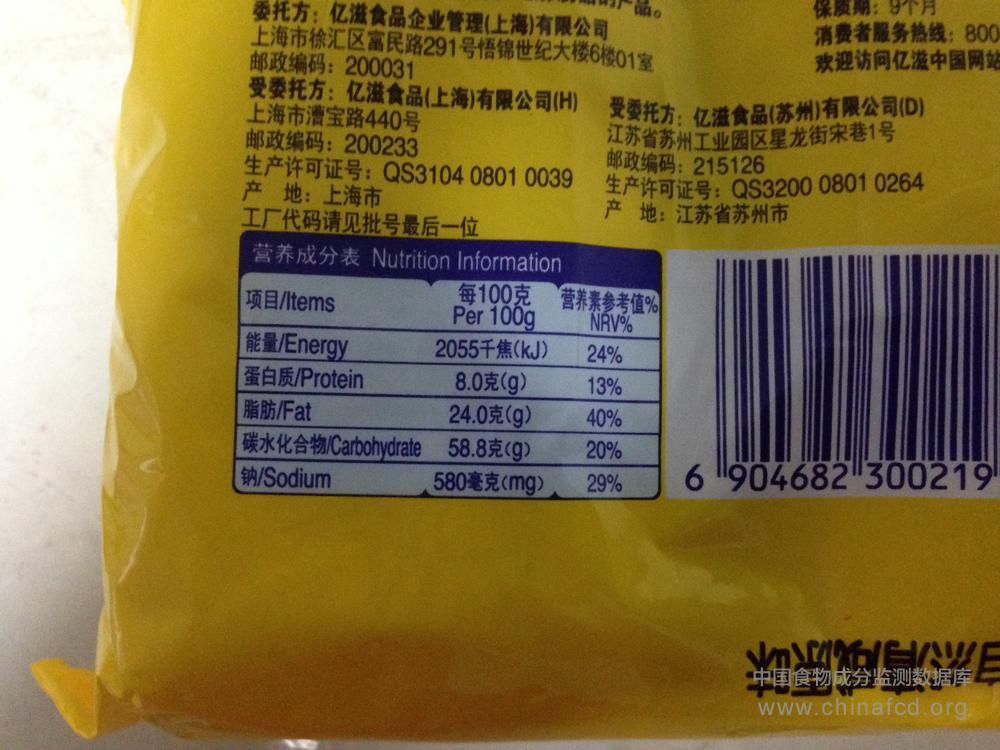 的产品。
委托方：亿滋食品企业管理(上海)有限公司
上海市徐汇区富民路291号悟锦世纪大楼6楼01室
邮政编码：200031
受委托方：亿滋食品(上海)有限公司(H)
上海市漕宝路440号
邮政编码：200233
生产许可证号：QS3104 0801 0039
产 地：上海市
工厂代码请见批号最后一位
保质期：9个月
消费者服务热线：800
欢迎访问亿滋中国网站
受委托方：亿滋食品(苏州)有限公司(D)
江苏省苏州工业园区星龙街宋巷1号
邮政编码：215126
生产许可证号：QS3200 0801 0264
产 地：江苏省苏州市
营养成分表 Nutrition Information
项目/Items 每100克 Per 100g 营养素参考值% NRV%
能量/Energy 2055千焦(kJ) 24%
蛋白质/Protein 8.0克(g) 13%
脂肪/Fat 24.0克(g) 40%
碳水化合物/Carbohydrate 58.8克(g) 20%
钠/Sodium 580毫克(mg) 29%
6 904682 300219
自然清咸原味
中国食物成分监测数据库
www.chinafcd.org